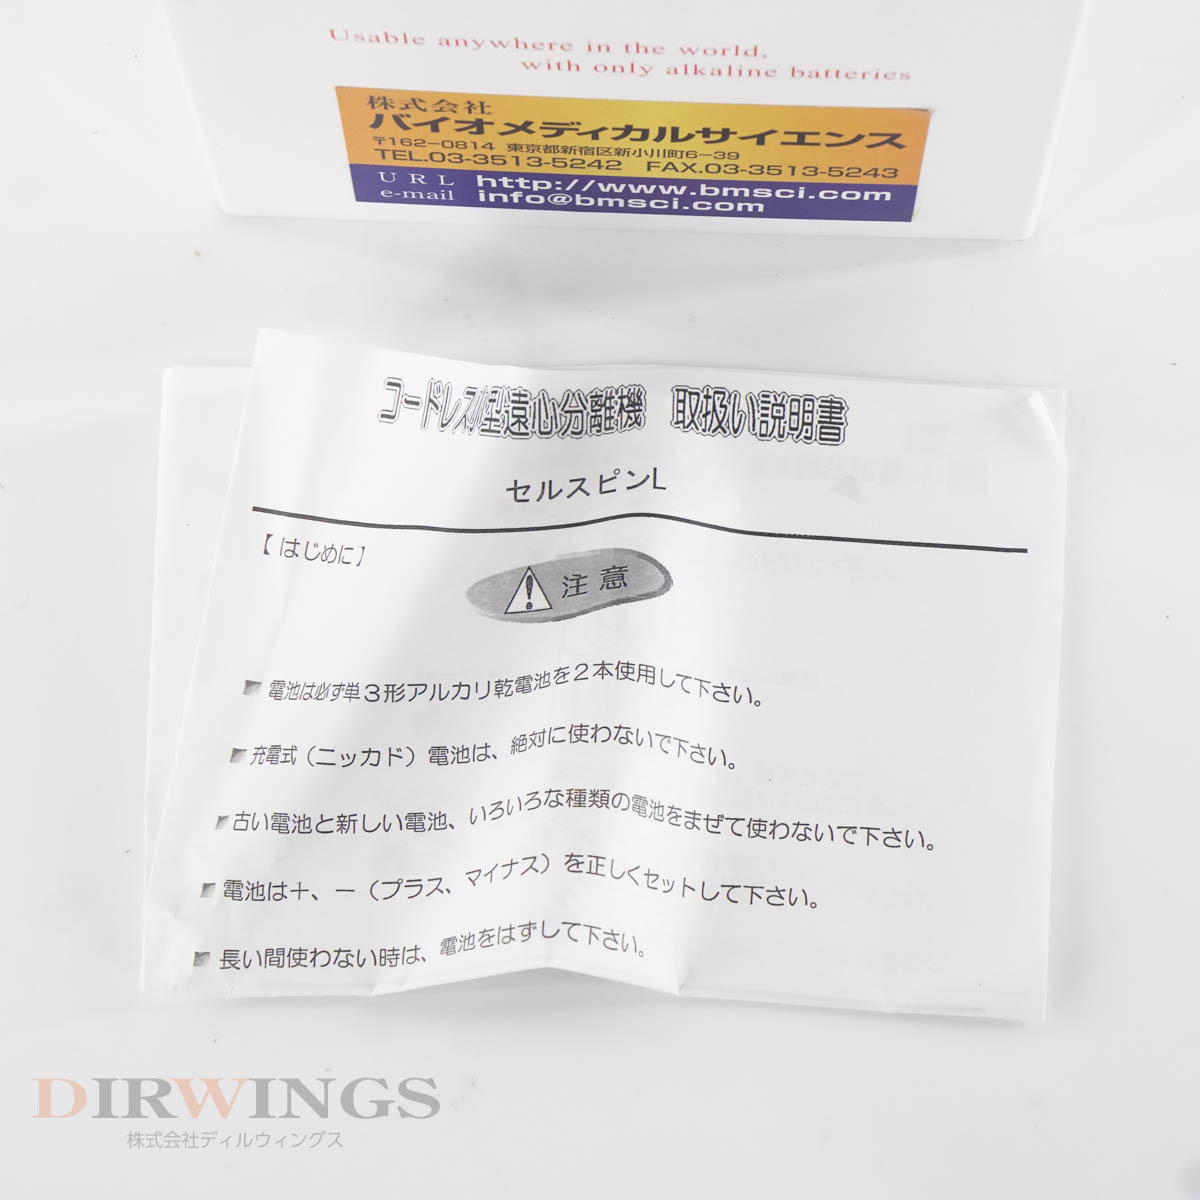 Usable anywhere in the world,
with only alkaline batteries
株式会社
バイオメディカルサイエンス
〒162-0814 東京都新宿区新小川町6-39
TEL.03-3513-5242 FAX.03-3513-5243
URL http://www.bmsci.com
e-mail info@bmsci.com
コードレス小型遠心分離機 取扱い説明書
セルスピンL
【はじめに】
注意
■ 電池は必ず単3形アルカリ乾電池を2本使用して下さい。
■ 充電式(ニッカド)電池は、絶対に使わないで下さい。
■ 古い電池と新しい電池、いろいろな種類の電池をまぜて使わないで下さい。
■ 電池は+、-(プラス、マイナス)を正しくセットして下さい。
■ 長い間使わない時は、電池をはずして下さい。
DIRWINGS
株式会社ディルウィングス